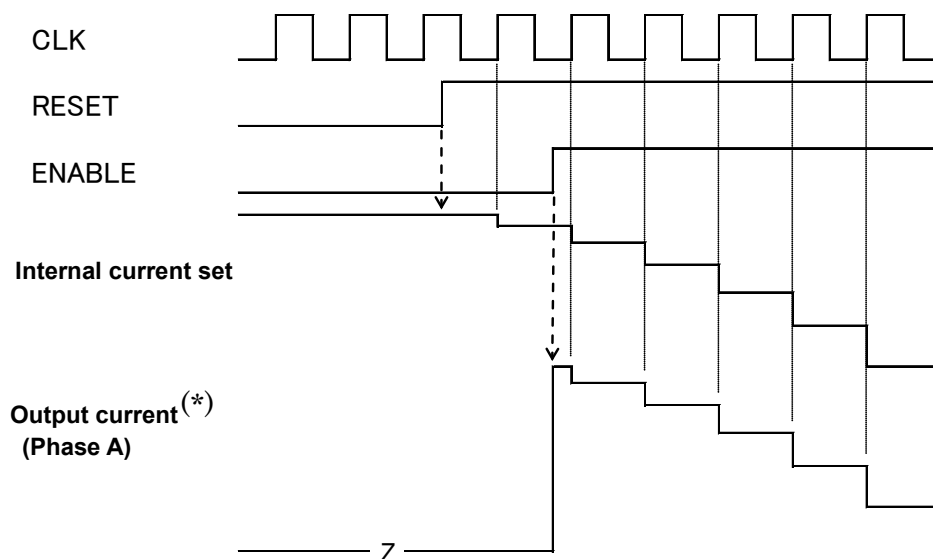 CLK
RESET
ENABLE
Internal current set
Output current(*)
(Phase A)
Z